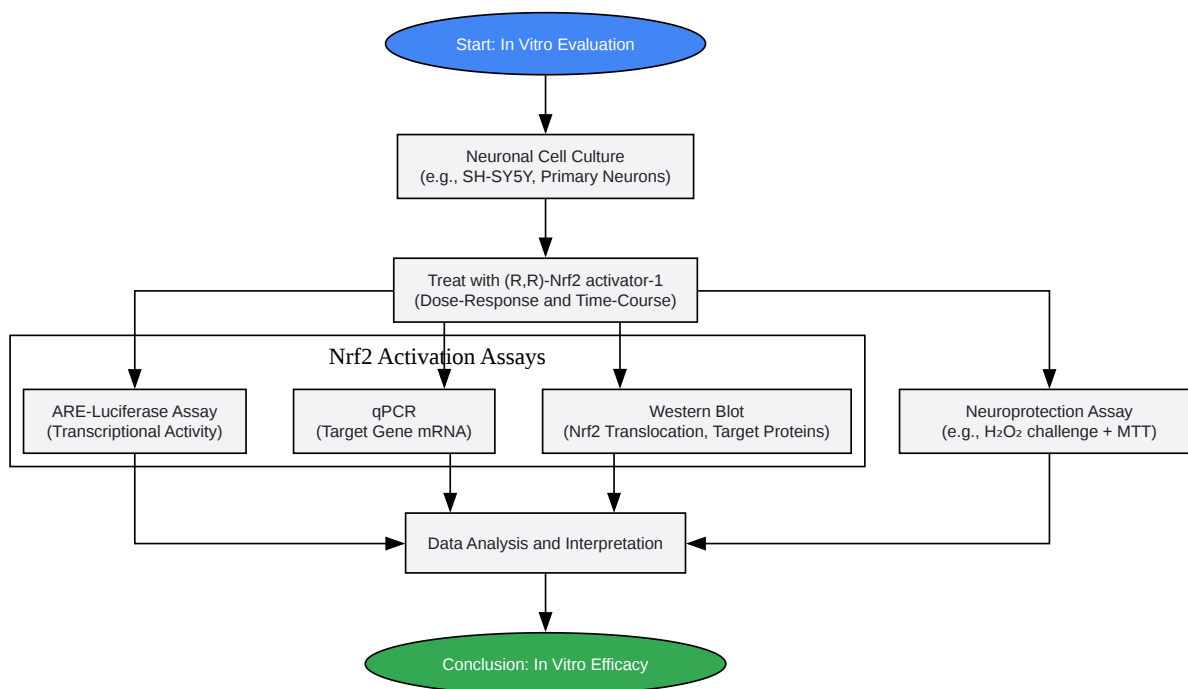 Start: In Vitro Evaluation
Neuronal Cell Culture
(e.g., SH-SY5Y, Primary Neurons)
Treat with (R,R)-Nrf2 activator-1
(Dose-Response and Time-Course)
Nrf2 Activation Assays
ARE-Luciferase Assay
(Transcriptional Activity)
qPCR
(Target Gene mRNA)
Western Blot
(Nrf2 Translocation, Target Proteins)
Neuroprotection Assay
(e.g., H₂O₂ challenge + MTT)
Data Analysis and Interpretation
Conclusion: In Vitro Efficacy